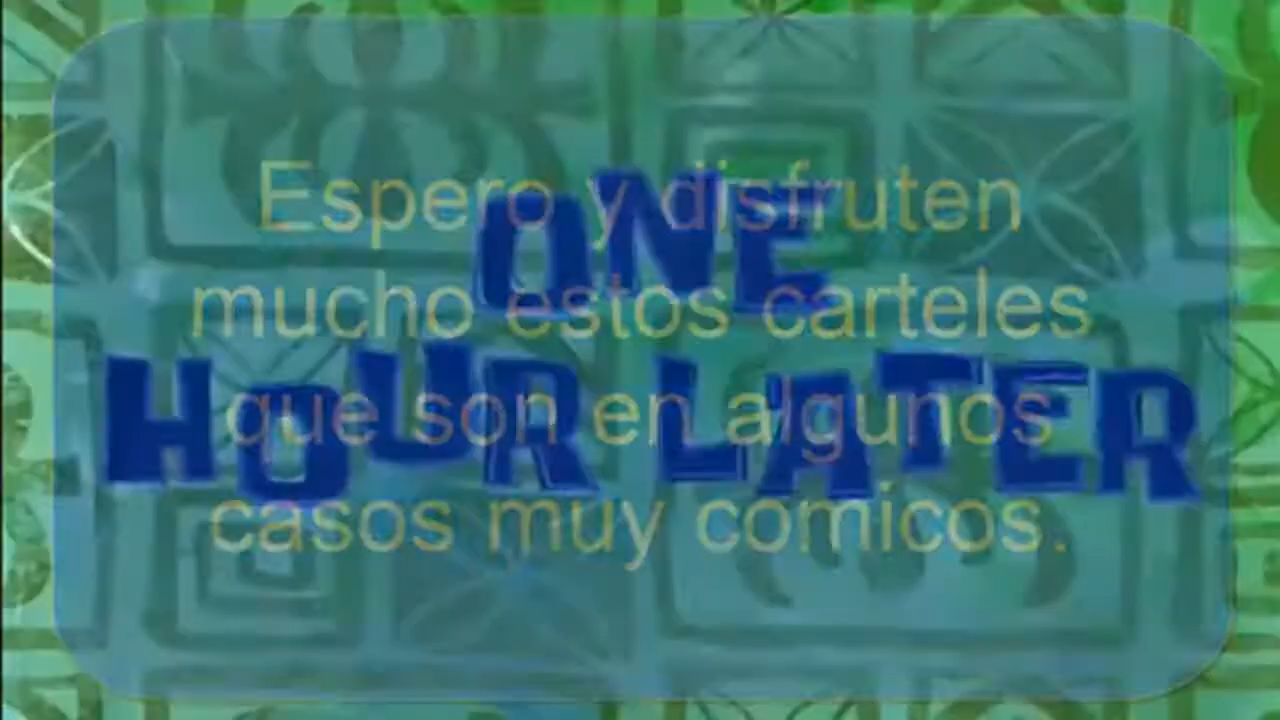 Espero y disfruten
mucho estos carteles
que son en algunos
casos muy comicos.
ONE
HOUR LATER